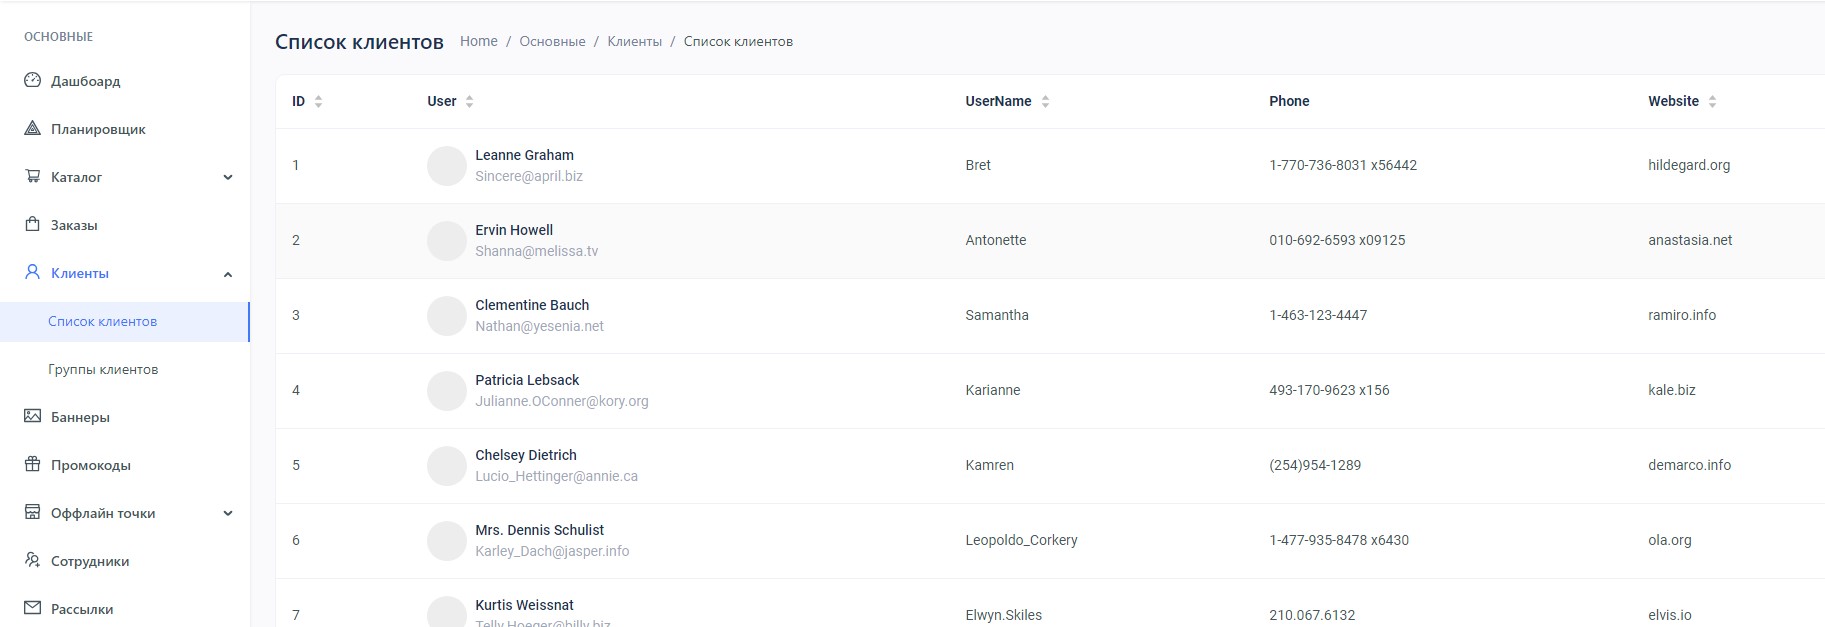 ОСНОВНЫЕ
Дашбоард
Планировщик
Каталог
Заказы
Клиенты
Список клиентов
Группы клиентов
Баннеры
Промокоды
Оффлайн точки
Сотрудники
Рассылки
Список клиентов Home / Основные / Клиенты / Список клиентов
ID User UserName Phone Website
1 Leanne Graham Bret 1-770-736-8031 x56442 hildegard.org
Sincere@april.biz
2 Ervin Howell Antonette 010-692-6593 x09125 anastasia.net
Shanna@melissa.tv
3 Clementine Bauch Samantha 1-463-123-4447 ramiro.info
Nathan@yesenia.net
4 Patricia Lebsack Karianne 493-170-9623 x156 kale.biz
Julianne.OConner@kory.org
5 Chelsey Dietrich Kamren (254)954-1289 demarco.info
Lucio_Hettinger@annie.ca
6 Mrs. Dennis Schulist Leopoldo_Corkery 1-477-935-8478 x6430 ola.org
Karley_Dach@jasper.info
7 Kurtis Weissnat Elwyn.Skiles 210.067.6132 elvis.io
Telly.Hoeger@billy.biz